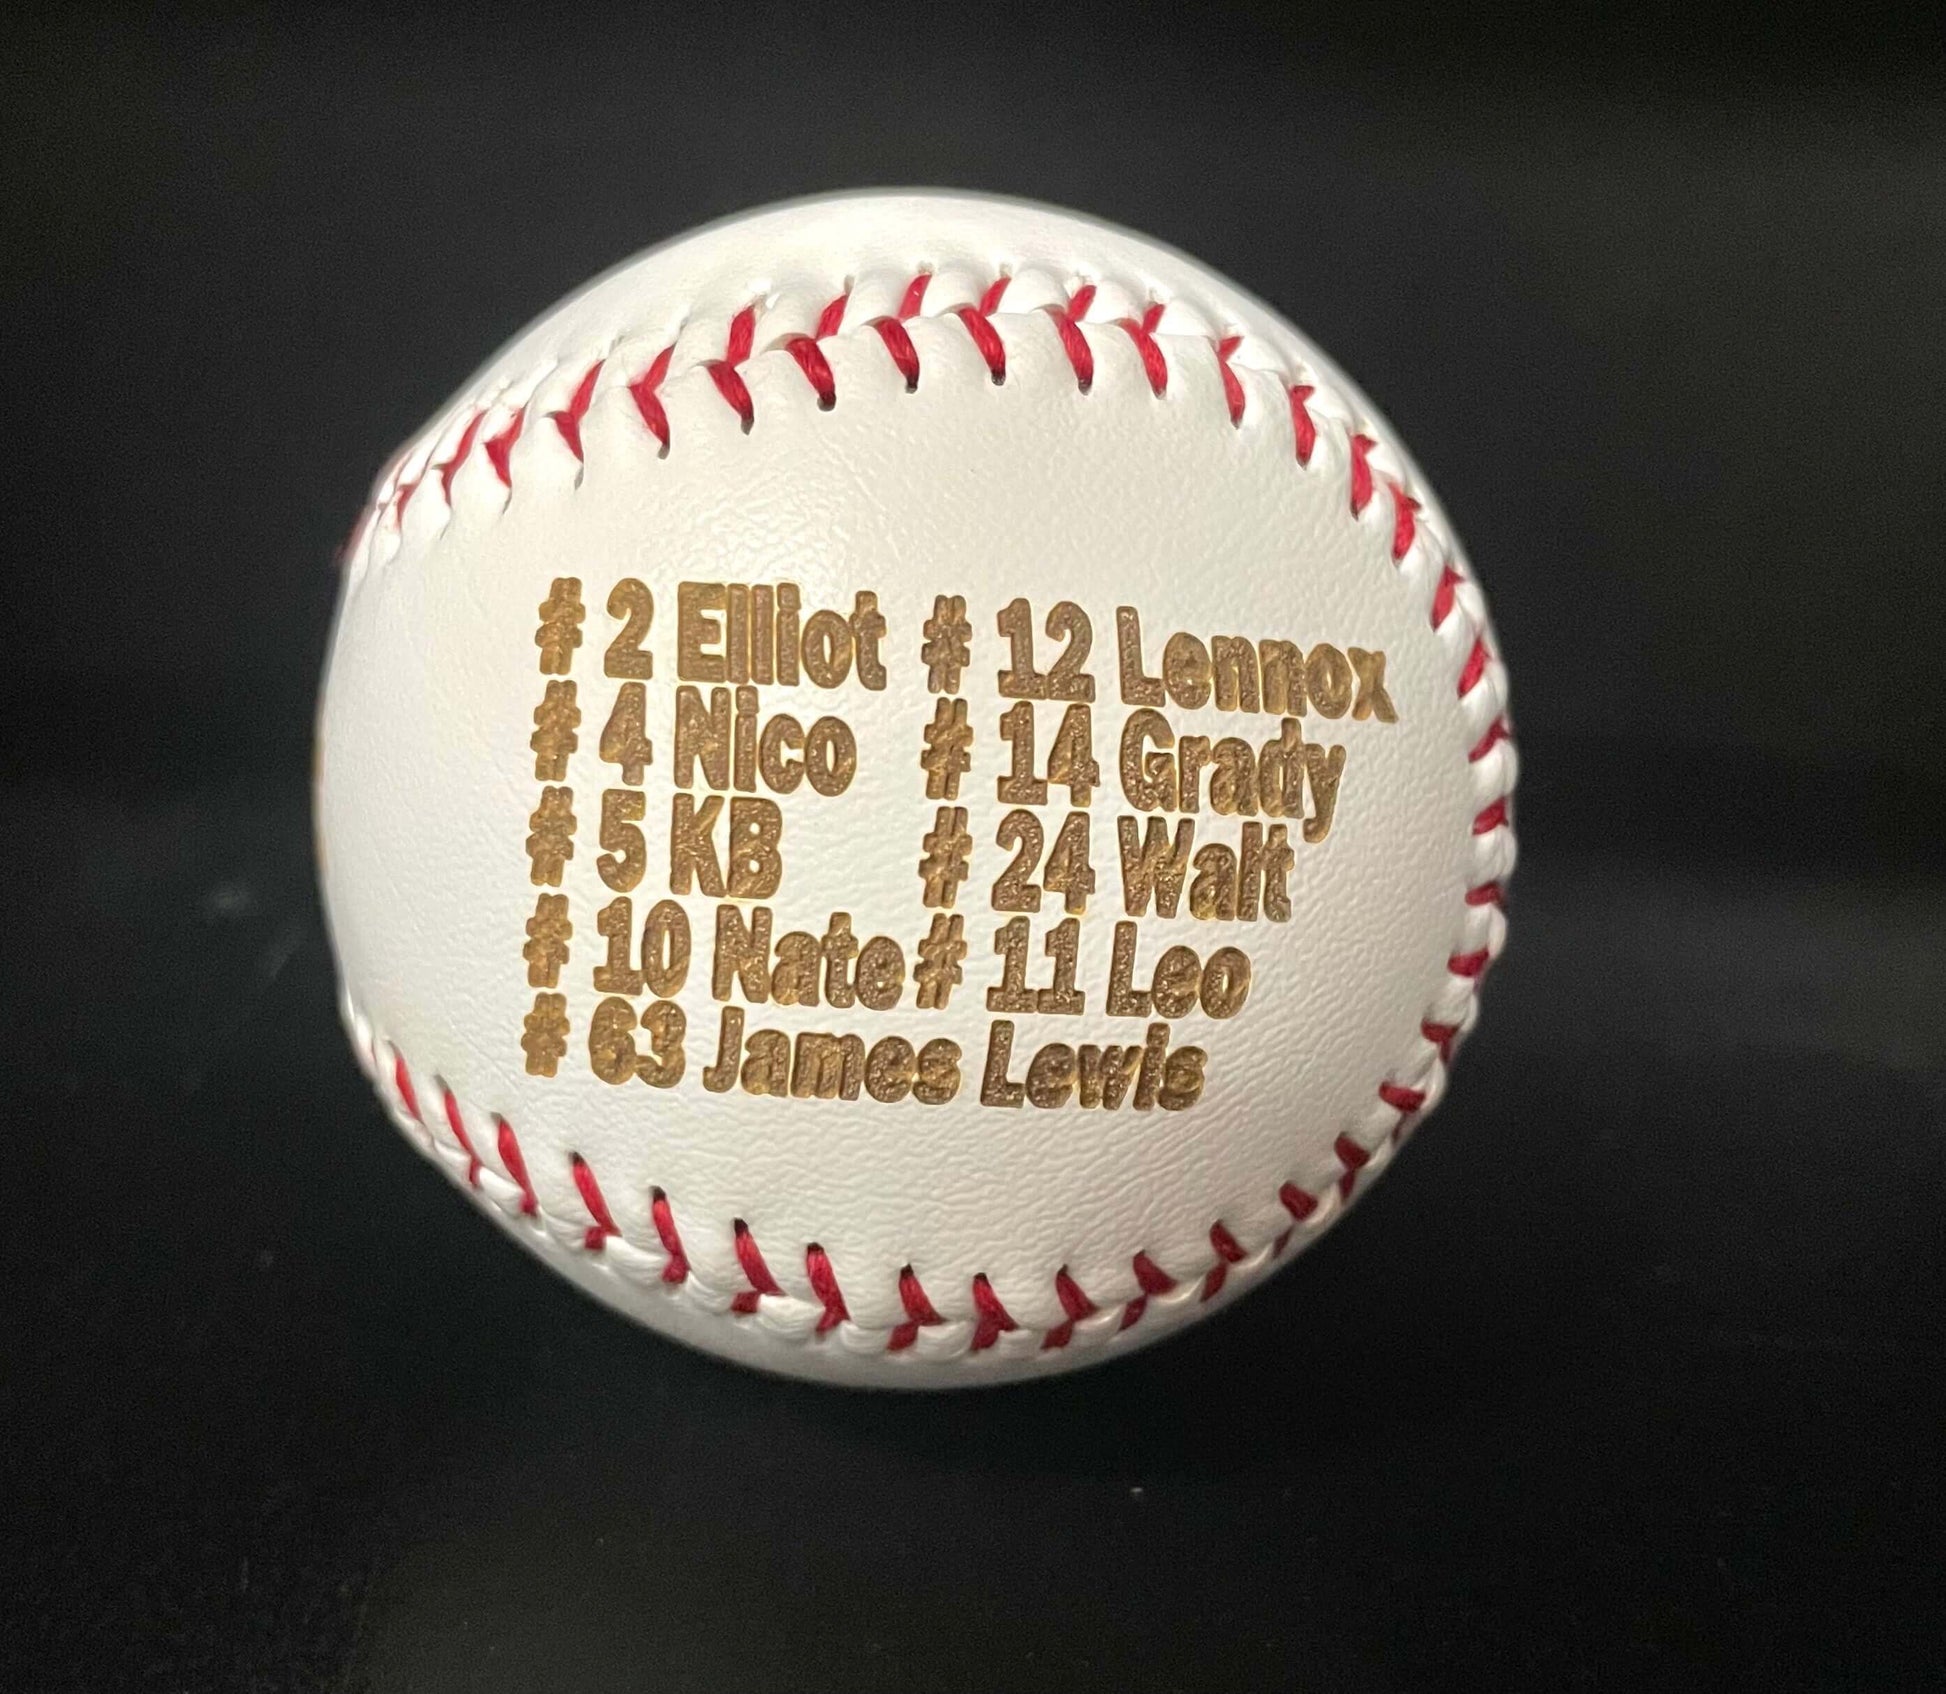 # 2 Elliot # 12 Lennox
# 4 Nico # 14 Grady
# 5 KB # 24 Walt
# 10 Nate # 11 Leo
# 63 James Lewis